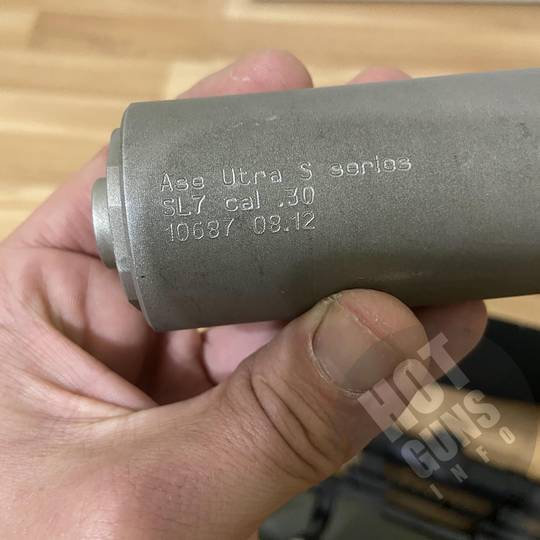 Ase Utra S series
SL7 cal .30
10687 08.12
HOT
GUNS
INFO